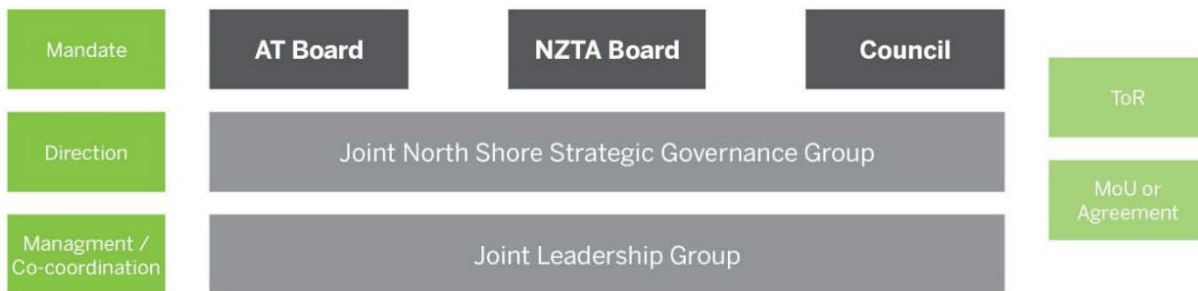 Mandate
AT Board
NZTA Board
Council
ToR
Direction
Joint North Shore Strategic Governance Group
MoU or
Agreement
Managment /
Co-coordination
Joint Leadership Group